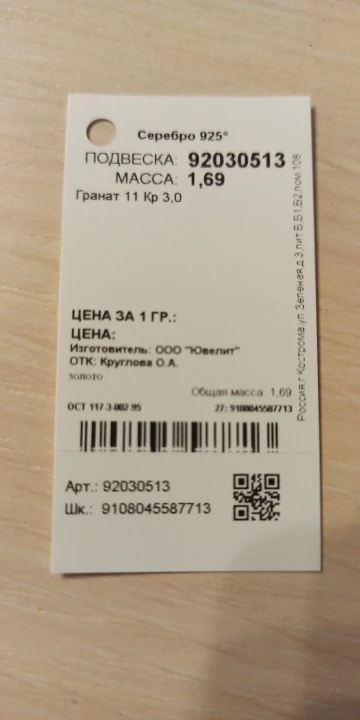 Серебро 925°
ПОДВЕСКА: 92030513
МАССА: 1,69
Гранат 11 Кр 3,0
ЦЕНА ЗА 1 ГР.:
ЦЕНА:
Изготовитель: ООО "Ювелит"
ОТК: Круглова О.А.
золото
Общая масса 1,69
ОСТ 117-3-002 95
27: 9108045587713
Арт.: 92030513
Шк.: 9108045587713
Россия,г.Кострома,ул. Зеленая,д.3,лит Б,Б1,Б2,пом.108